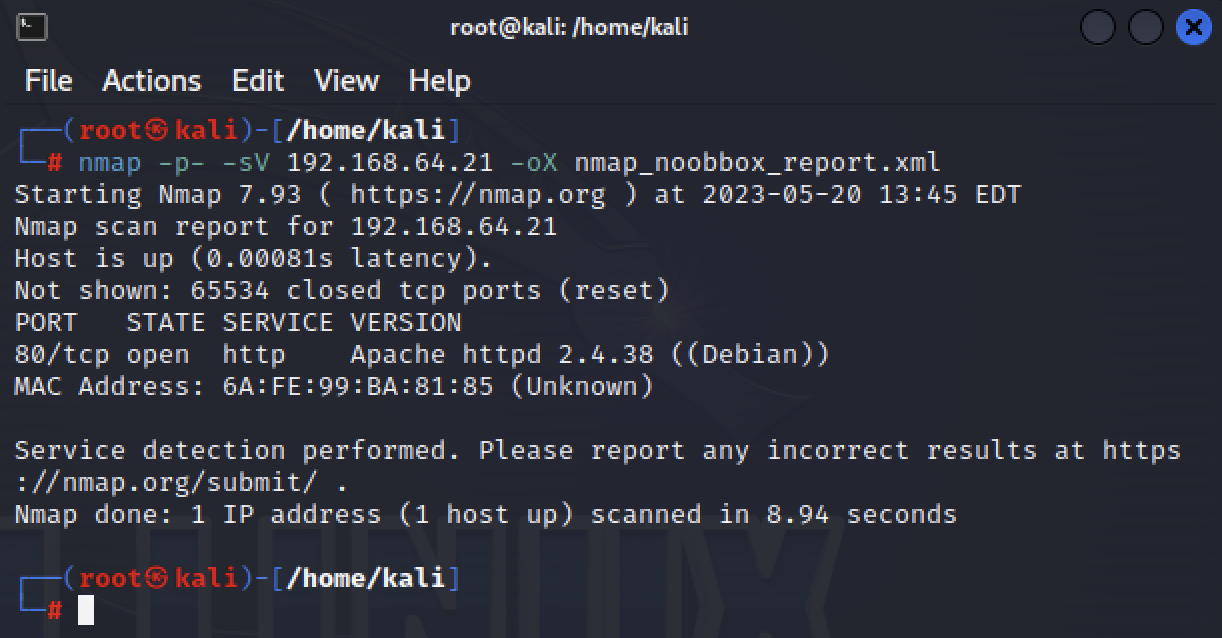 root@kali: /home/kali
File Actions Edit View Help
┌──(root㉿kali)-[/home/kali]
└─# nmap -p- -sV 192.168.64.21 -oX nmap_noobbox_report.xml
Starting Nmap 7.93 ( https://nmap.org ) at 2023-05-20 13:45 EDT
Nmap scan report for 192.168.64.21
Host is up (0.00081s latency).
Not shown: 65534 closed tcp ports (reset)
PORT   STATE SERVICE VERSION
80/tcp open  http    Apache httpd 2.4.38 ((Debian))
MAC Address: 6A:FE:99:BA:81:85 (Unknown)

Service detection performed. Please report any incorrect results at https
://nmap.org/submit/ .
Nmap done: 1 IP address (1 host up) scanned in 8.94 seconds

┌──(root㉿kali)-[/home/kali]
└─#